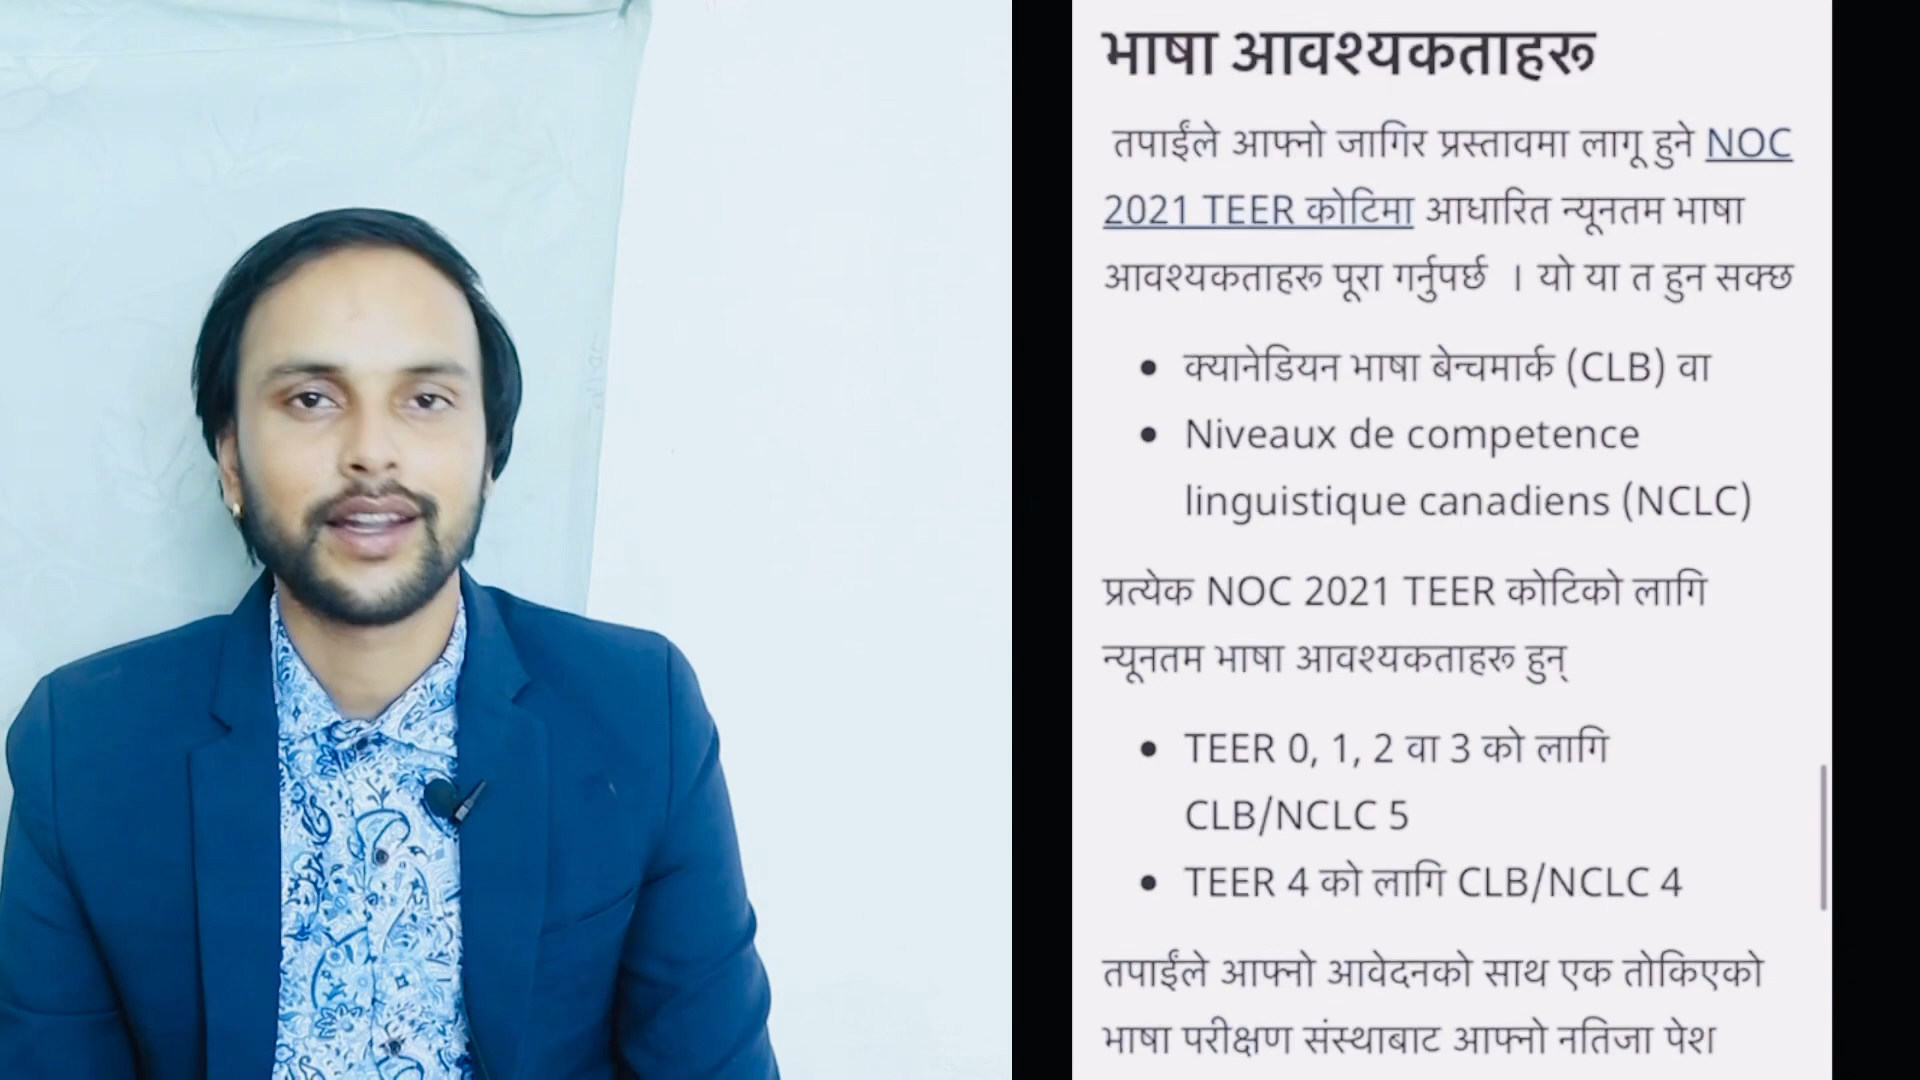 भाषा आवश्यकताहरू
तपाईंले आफ्नो जागिर प्रस्तावमा लागू हुने NOC
2021 TEER कोटिमा आधारित न्यूनतम भाषा
आवश्यकताहरू पूरा गर्नुपर्छ । यो या त हुन सक्छ
• क्यानेडियन भाषा बेन्चमार्क (CLB) वा
• Niveaux de competence
linguistique canadiens (NCLC)
प्रत्येक NOC 2021 TEER कोटिको लागि
न्यूनतम भाषा आवश्यकताहरू हुन्
• TEER 0, 1, 2 वा 3 को लागि
CLB/NCLC 5
• TEER 4 को लागि CLB/NCLC 4
तपाईंले आफ्नो आवेदनको साथ एक तोकिएको
भाषा परीक्षण संस्थाबाट आफ्नो नतिजा पेश